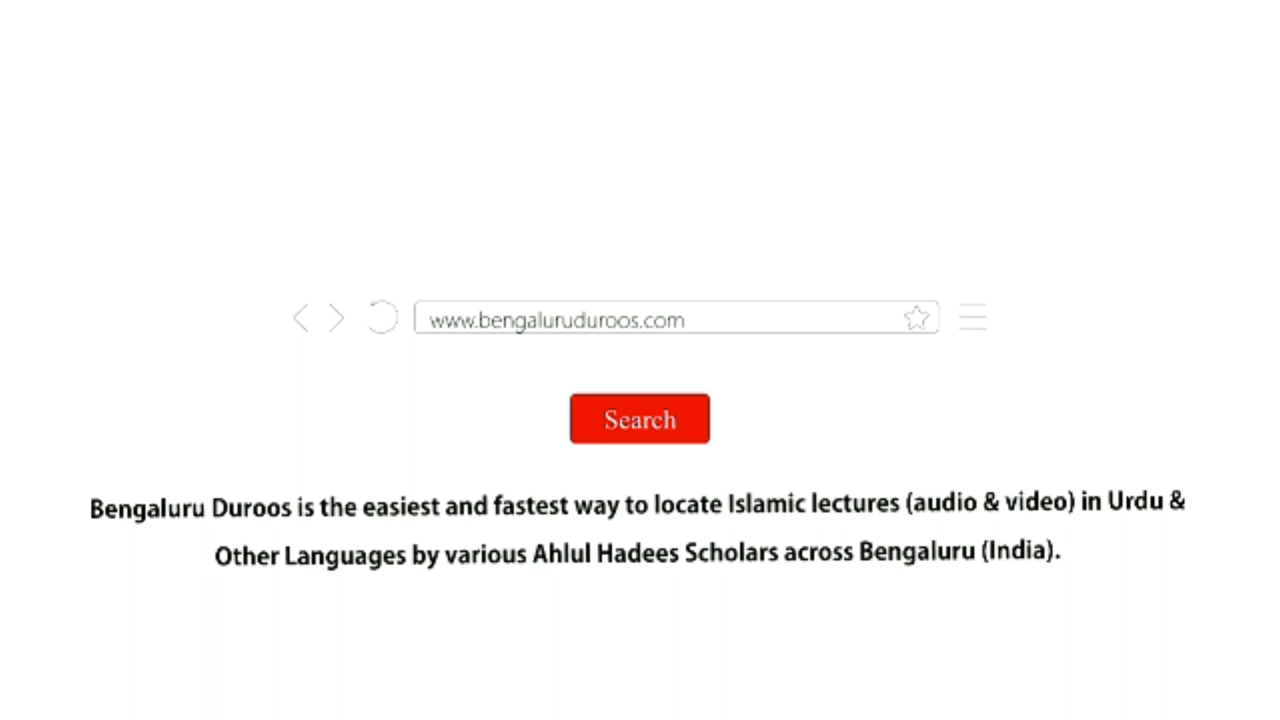 www.bengaluruduroos.com
Search
Bengaluru Duroos is the easiest and fastest way to locate Islamic lectures (audio & video) in Urdu &
Other Languages by various Ahlul Hadees Scholars across Bengaluru (India).